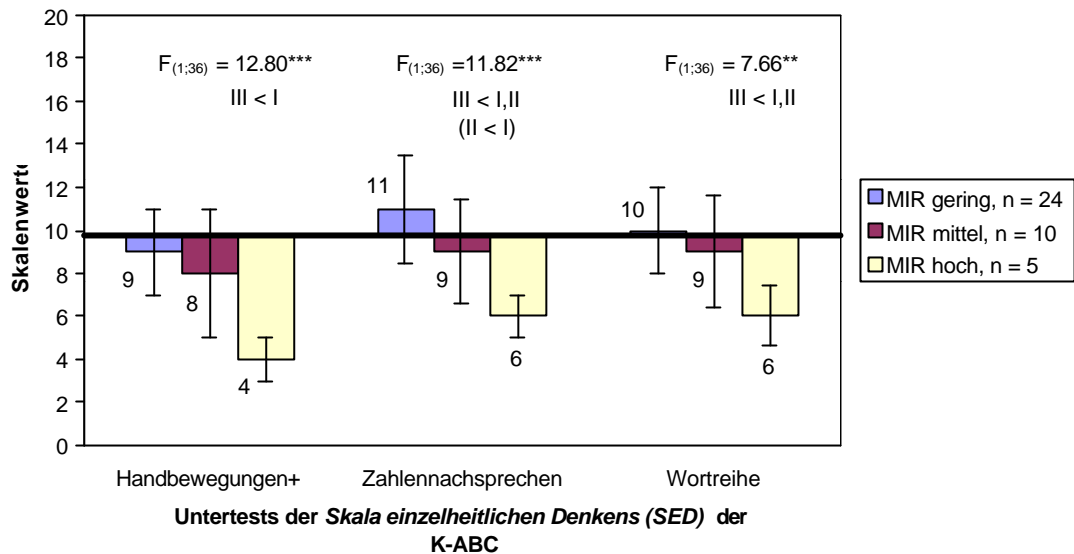 20
18
16
14
12
10
8
6
4
2
0
Skalenwerte
F(1;36) = 12.80***
III < I
F(1;36) =11.82***
III < I,II
(II < I)
F(1;36) = 7.66**
III < I,II
9
8
4
11
9
6
10
9
6
MIR gering, n = 24
MIR mittel, n = 10
MIR hoch, n = 5
Handbewegungen+
Zahlennachsprechen
Wortreihe
Untertests der Skala einzelheitlichen Denkens (SED) der
K-ABC